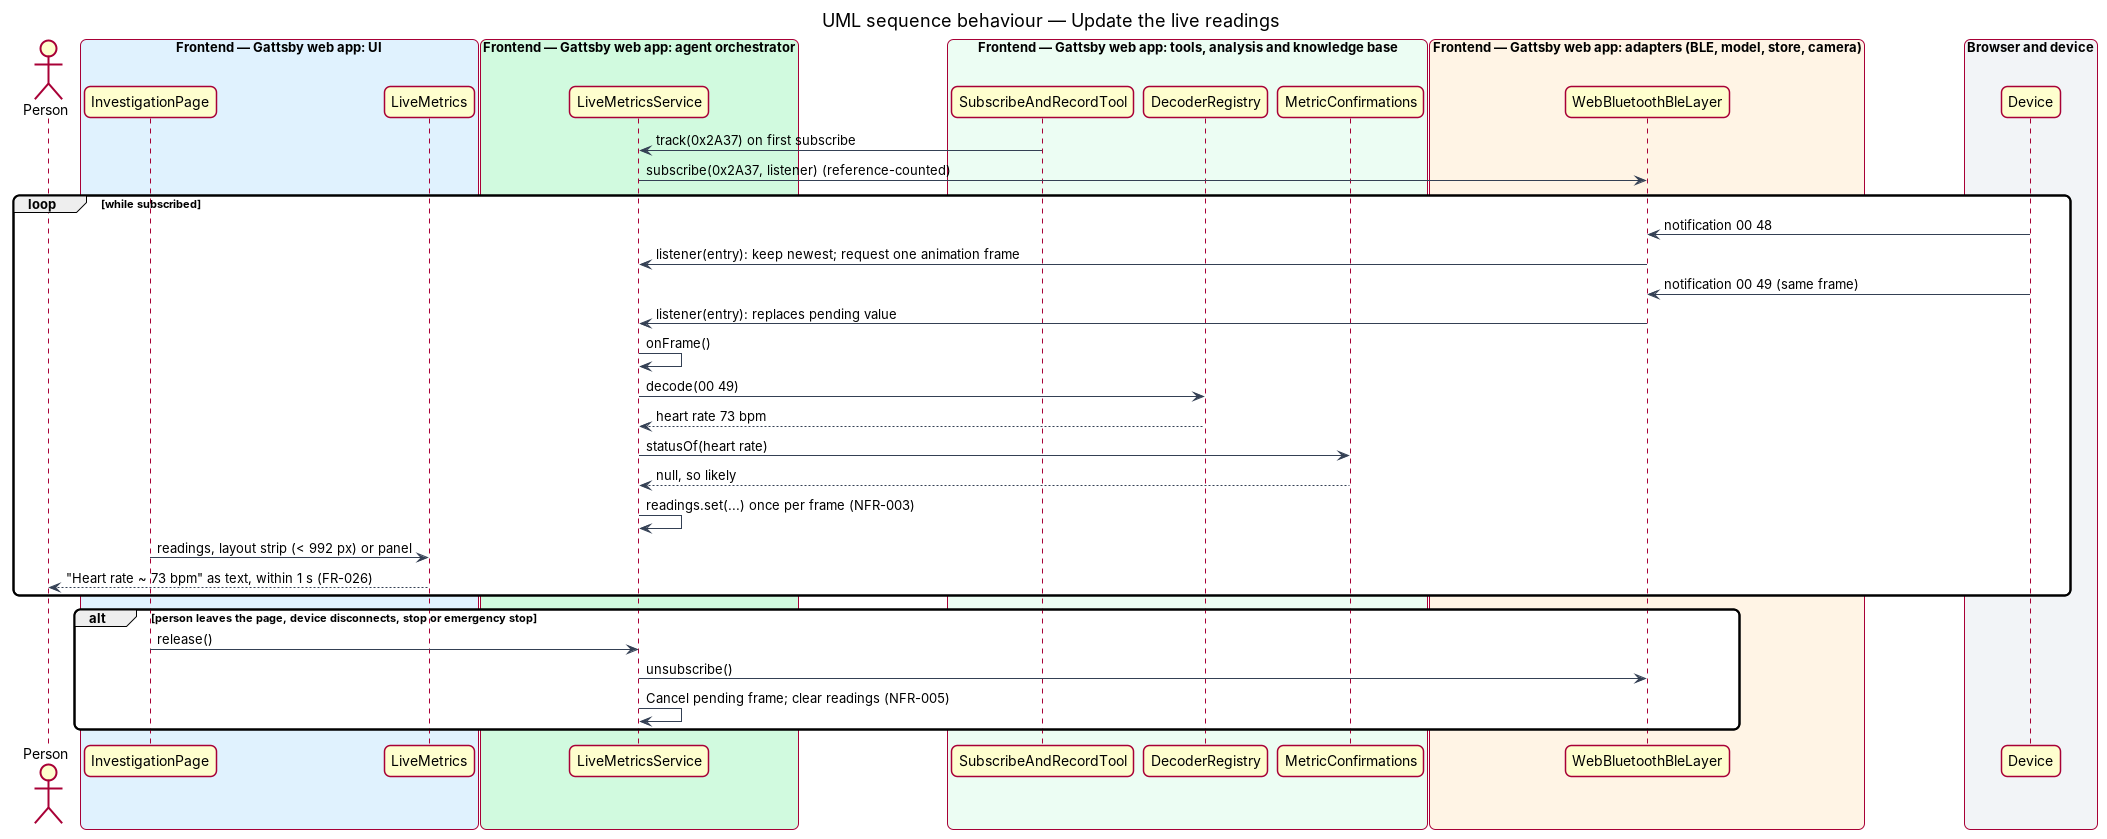 UML sequence behaviour — Update the live readings
Frontend — Gattsby web app: UI
Frontend — Gattsby web app: agent orchestrator
Frontend — Gattsby web app: tools, analysis and knowledge base
Frontend — Gattsby web app: adapters (BLE, model, store, camera)
Browser and device
Person
InvestigationPage
LiveMetrics
LiveMetricsService
SubscribeAndRecordTool
DecoderRegistry
MetricConfirmations
WebBluetoothBleLayer
Device
track(0x2A37) on first subscribe
subscribe(0x2A37, listener) (reference-counted)
loop
[while subscribed]
notification 00 48
listener(entry): keep newest; request one animation frame
notification 00 49 (same frame)
listener(entry): replaces pending value
onFrame()
decode(00 49)
heart rate 73 bpm
statusOf(heart rate)
null, so likely
readings.set(...) once per frame (NFR-003)
readings, layout strip (< 992 px) or panel
"Heart rate ~ 73 bpm" as text, within 1 s (FR-026)
alt
[person leaves the page, device disconnects, stop or emergency stop]
release()
unsubscribe()
Cancel pending frame; clear readings (NFR-005)
Person
InvestigationPage
LiveMetrics
LiveMetricsService
SubscribeAndRecordTool
DecoderRegistry
MetricConfirmations
WebBluetoothBleLayer
Device